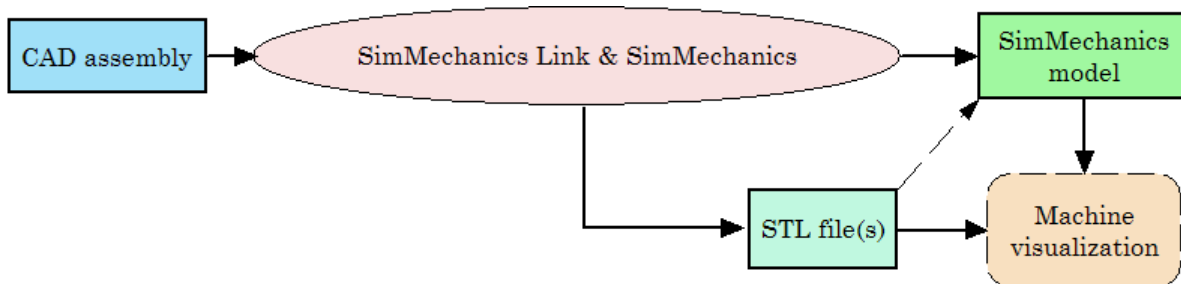 CAD assembly
SimMechanics Link & SimMechanics
SimMechanics
model
STL file(s)
Machine
visualization